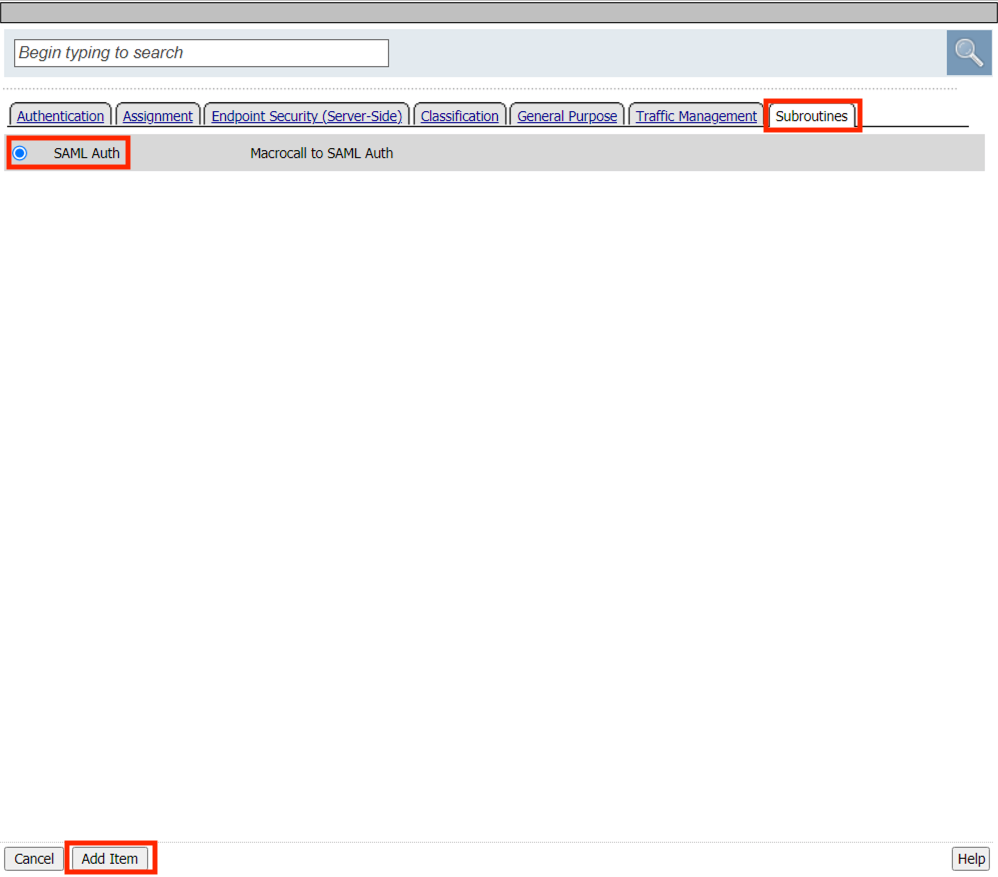 Begin typing to search
Authentication Assignment Endpoint Security (Server-Side) Classification General Purpose Traffic Management Subroutines
SAML Auth Macrocall to SAML Auth
Cancel Add Item Help